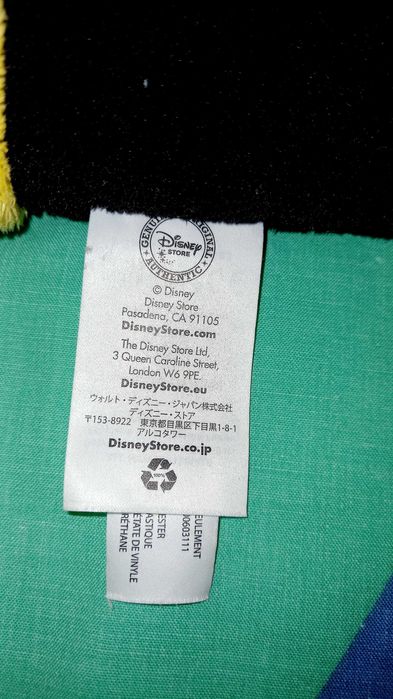 GENUINE ORIGINAL
Disney
STORE
AUTHENTIC
© Disney
Disney Store
Pasadena, CA 91105
DisneyStore.com
The Disney Store Ltd,
3 Queen Caroline Street,
London W6 9PE.
DisneyStore.eu
ウォルト・ディズニー・ジャパン株式会社
ディズニー・ストア
〒153-8922 東京都目黒区下目黒1-8-1
アルコタワー
DisneyStore.co.jp
100%
EULEMENT
00603111
ESTER
ASTIQUE
ÉTATE DE VINYLE
RÉTHANE